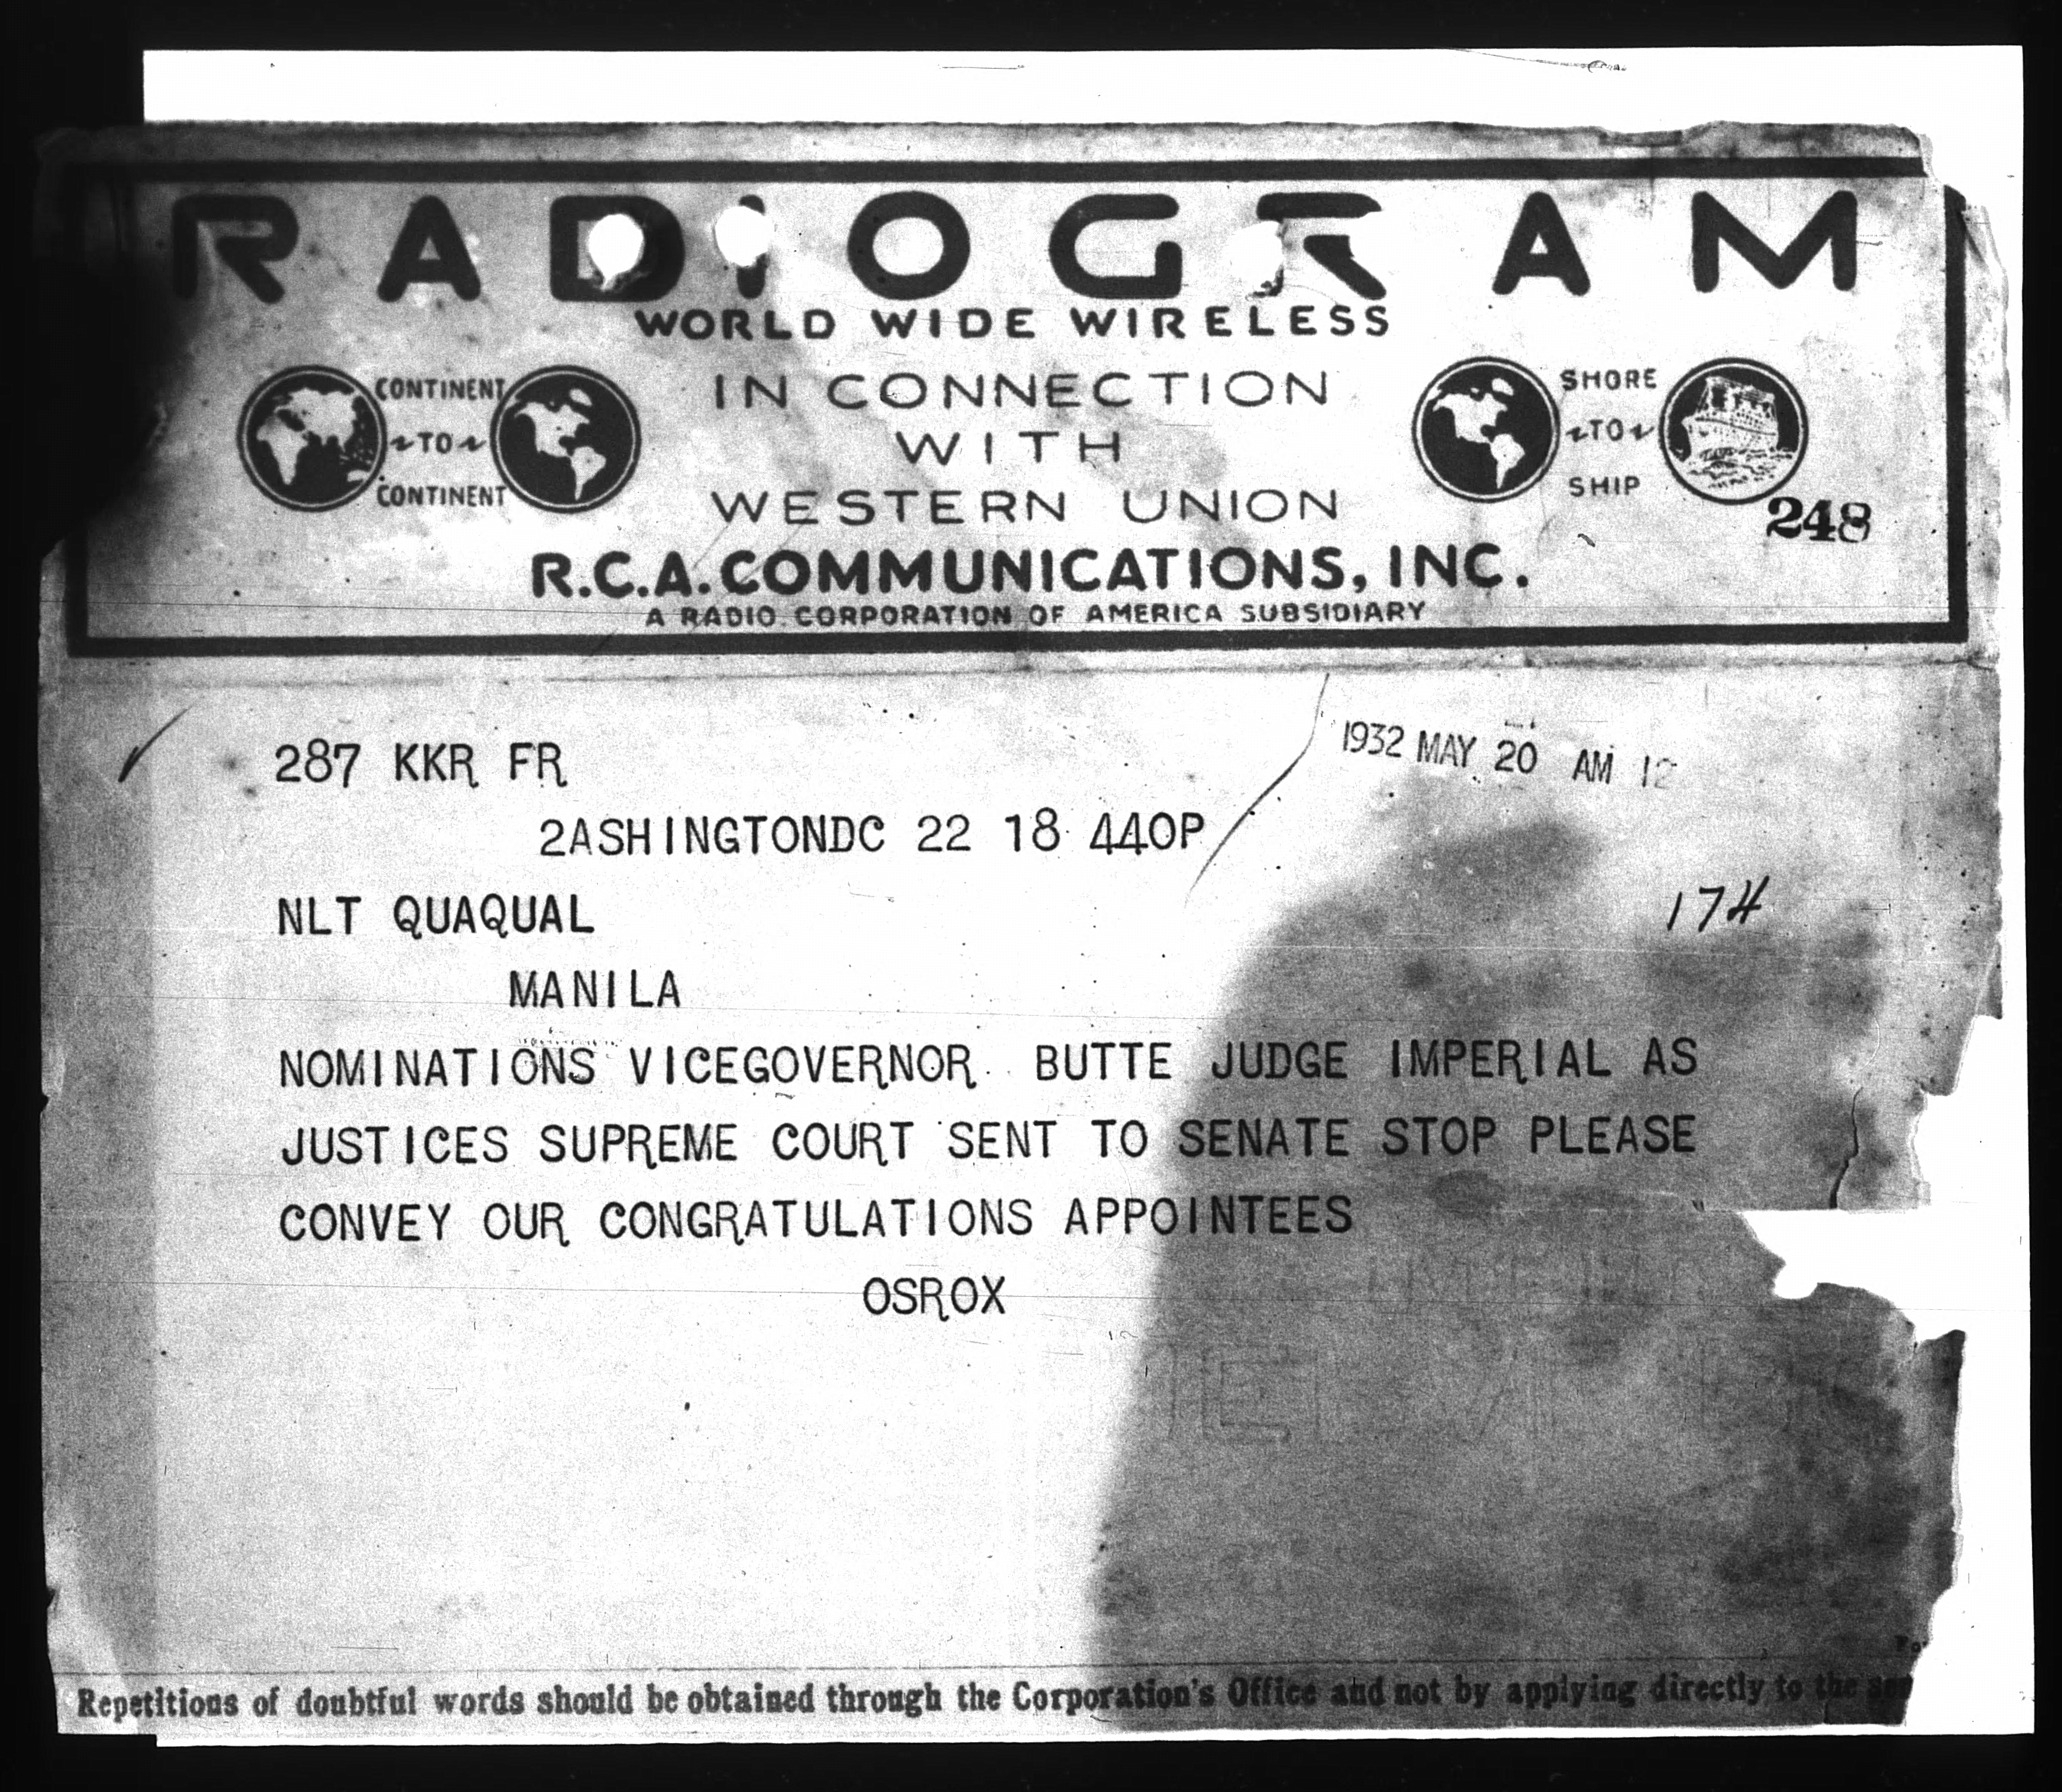 RADIOGRAM
WORLD WIDE WIRELESS
CONTINENT TO CONTINENT
IN CONNECTION
WITH
WESTERN UNION
SHORE TO SHIP
248
R.C.A. COMMUNICATIONS, INC.
A RADIO CORPORATION OF AMERICA SUBSIDIARY
287 KKR FR
1932 MAY 20 AM 12
2ASHINGTONDC 22 18 440P
NLT QUAQUAL
174
MANILA
NOMINATIONS VICEGOVERNOR BUTTE JUDGE IMPERIAL AS
JUSTICES SUPREME COURT SENT TO SENATE STOP PLEASE
CONVEY OUR CONGRATULATIONS APPOINTEES
OSROX
Repetitions of doubtful words should be obtained through the Corporation's Office and not by applying directly to the